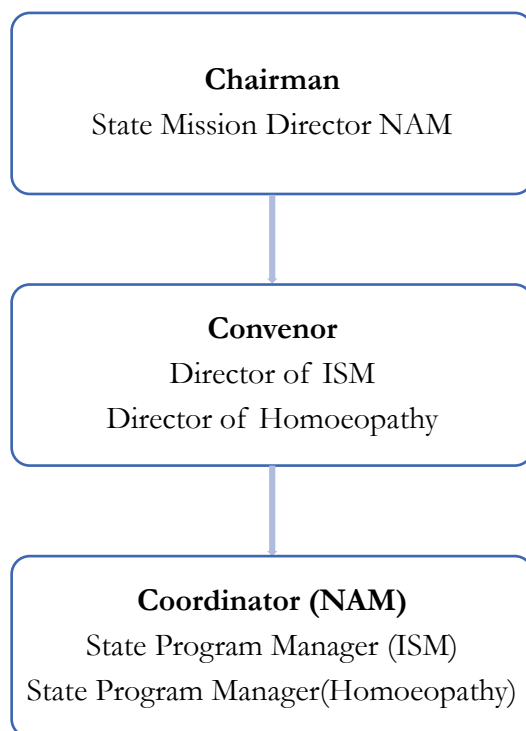 Chairman
State Mission Director NAM
Convenor
Director of ISM
Director of Homoeopathy
Coordinator (NAM)
State Program Manager (ISM)
State Program Manager(Homoeopathy)